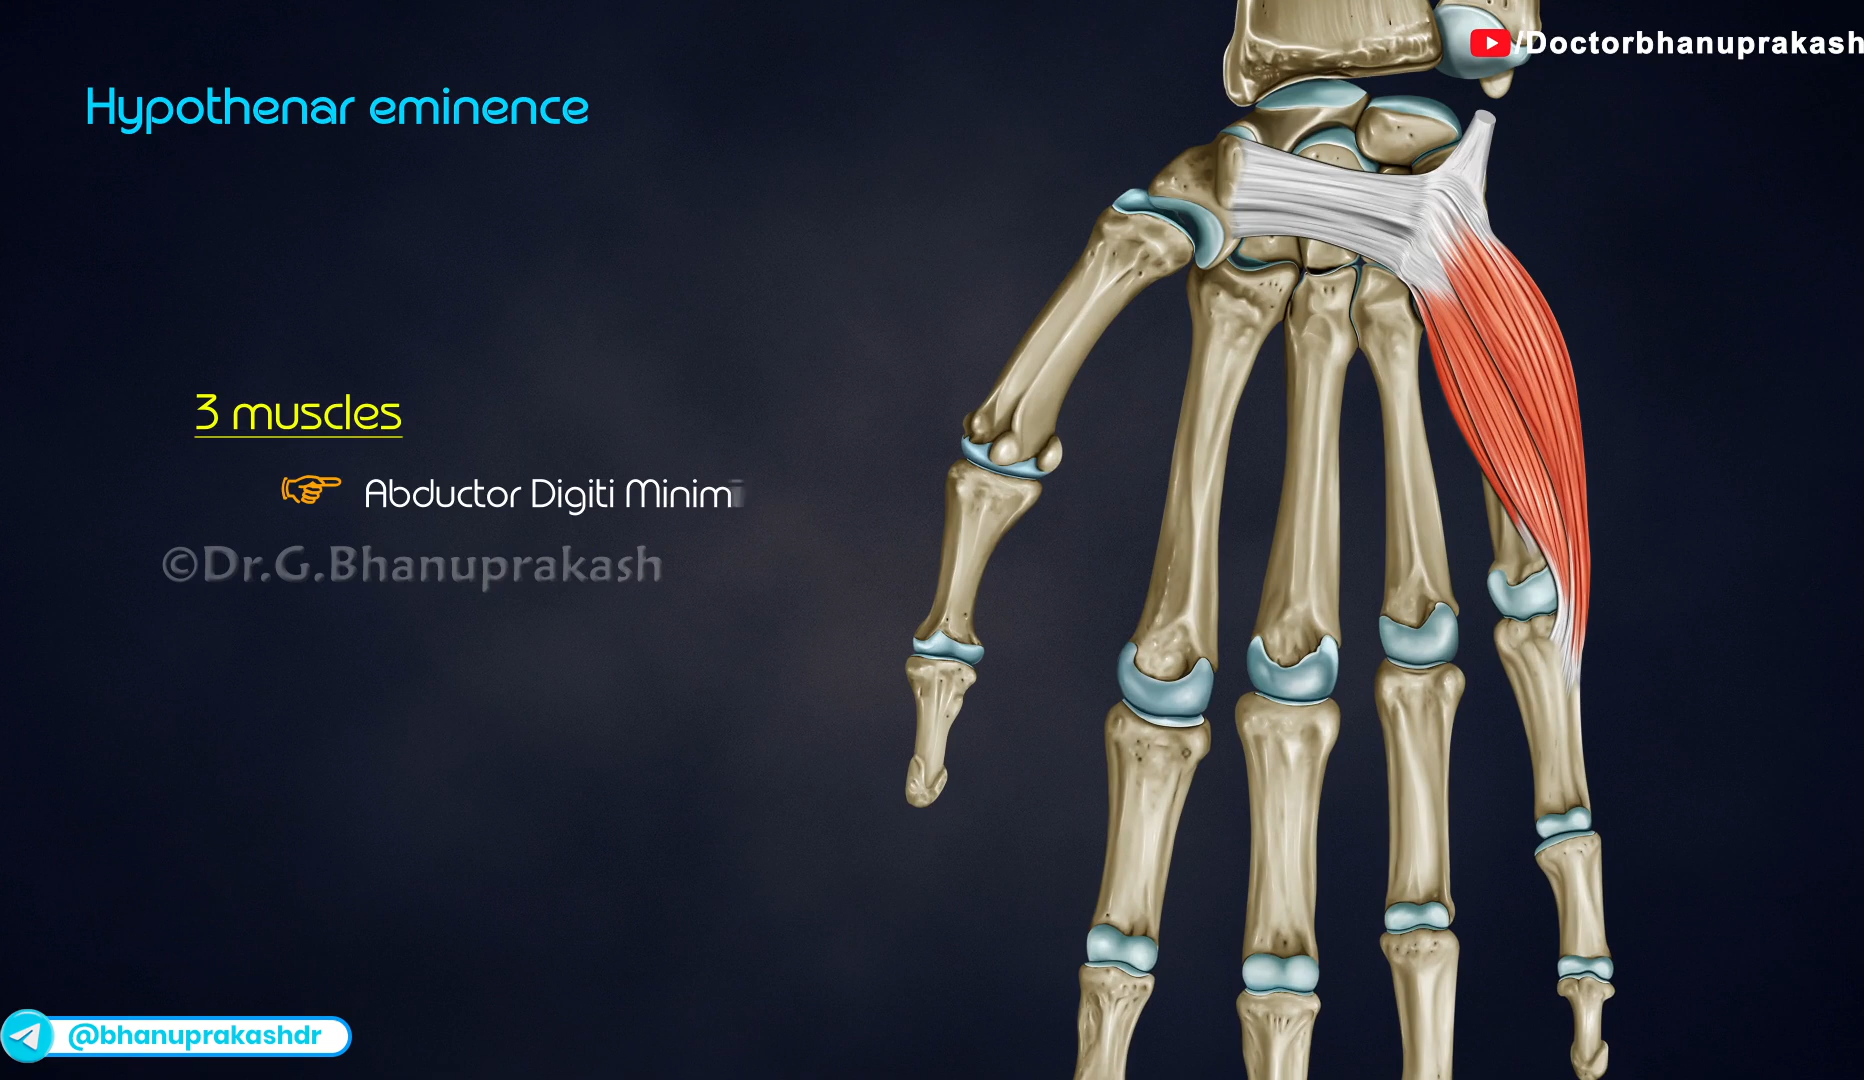 /Doctorbhanuprakash
Hypothenar eminence
3 muscles
Abductor Digiti Minimi
©Dr.G.Bhanuprakash
@bhanuprakashdr